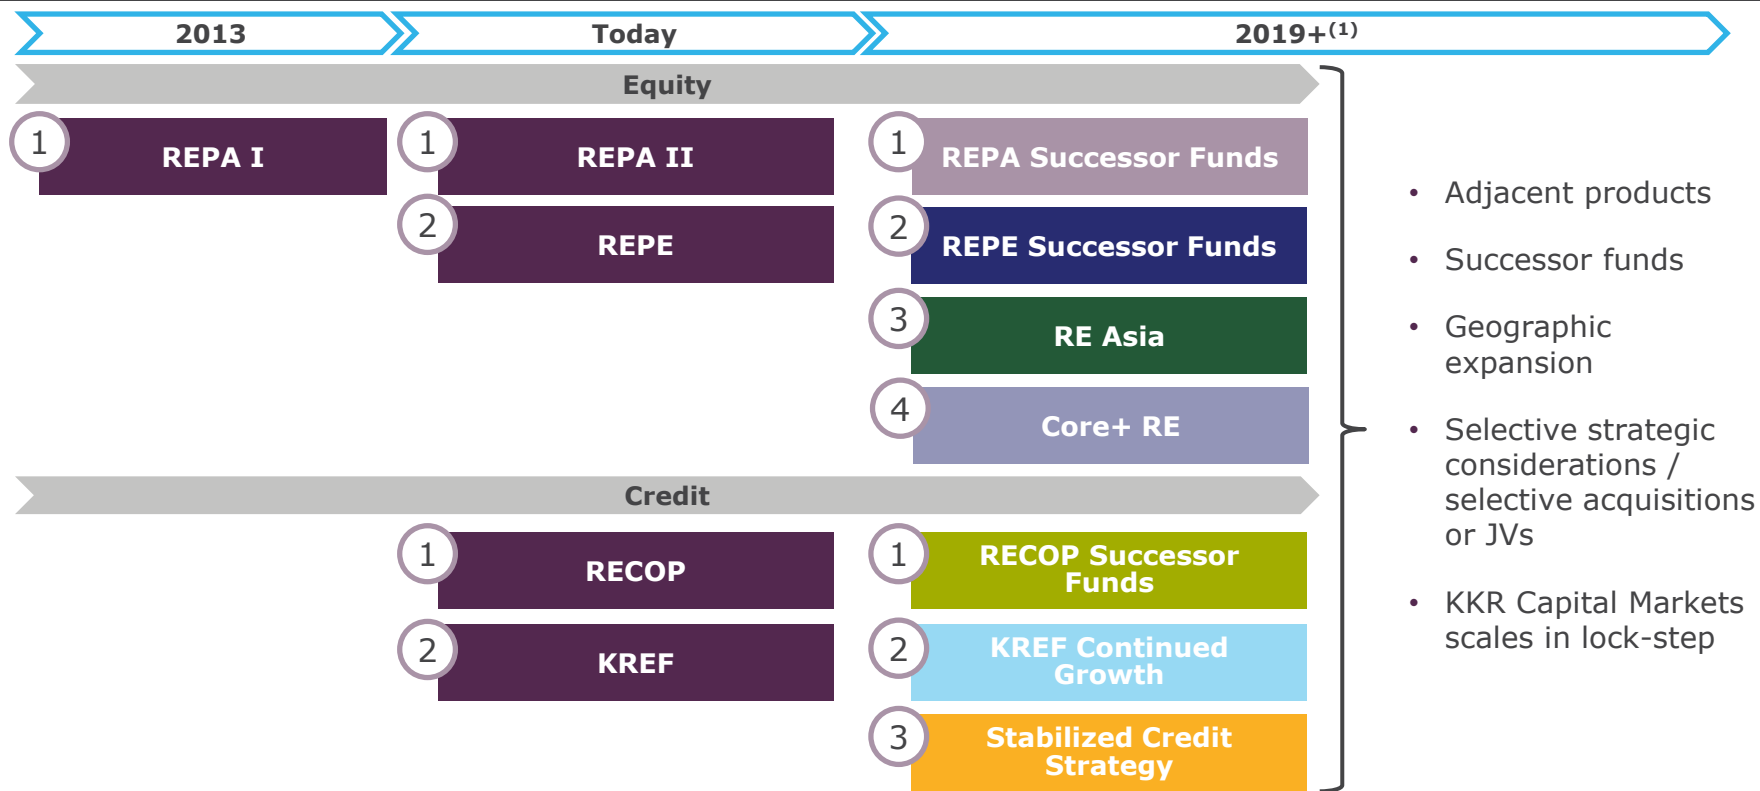 2013
Today
2019+(1)
Equity
1
REPA I
1
REPA II
1
REPA Successor Funds
2
REPE
2
REPE Successor Funds
3
RE Asia
4
Core+ RE
Credit
1
RECOP
1
RECOP Successor
Funds
2
KREF
2
KREF Continued
Growth
3
Stabilized Credit
Strategy
• Adjacent products
• Successor funds
• Geographic
expansion
• Selective strategic
considerations /
selective acquisitions
or JVs
• KKR Capital Markets
scales in lock-step